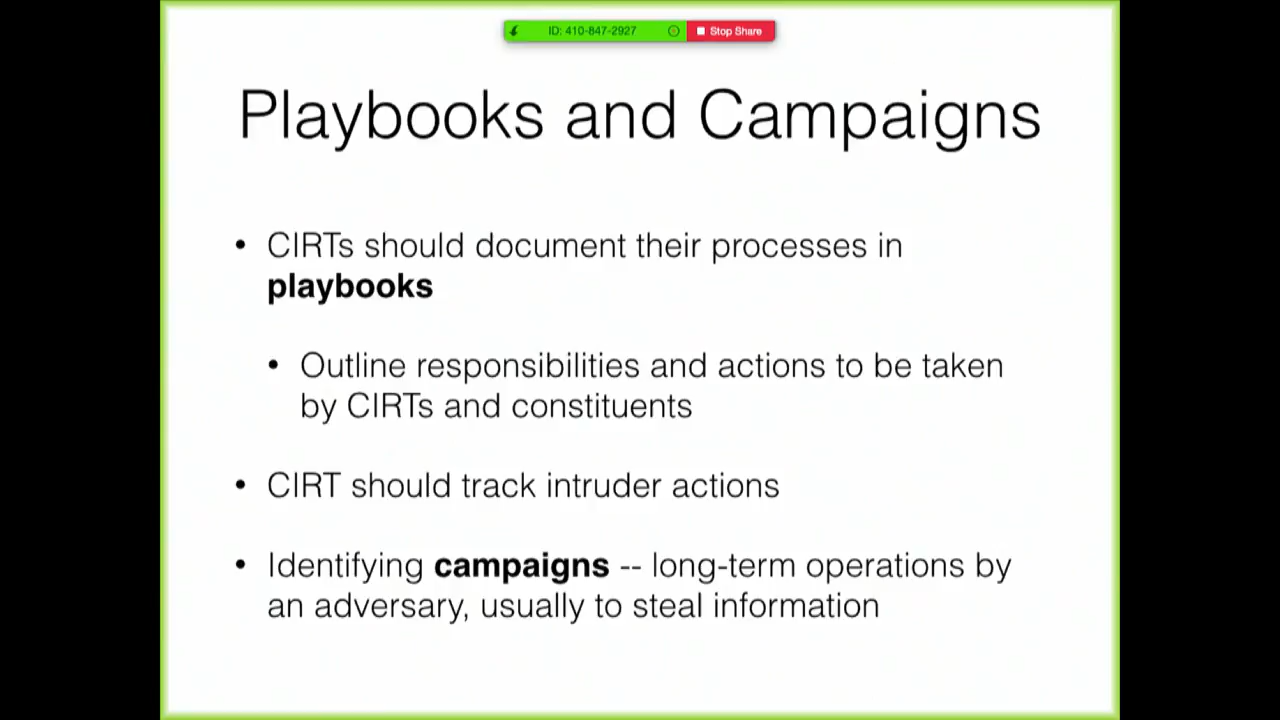 ID: 410-847-2927
Stop Share
Playbooks and Campaigns
• CIRTs should document their processes in
playbooks
• Outline responsibilities and actions to be taken
by CIRTs and constituents
• CIRT should track intruder actions
• Identifying campaigns -- long-term operations by
an adversary, usually to steal information